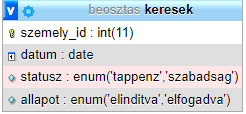 v beosztas keresek
szemely_id : int(11)
datum : date
statusz : enum('tappenz','szabadsag')
allapot : enum('elinditva','elfogadva')